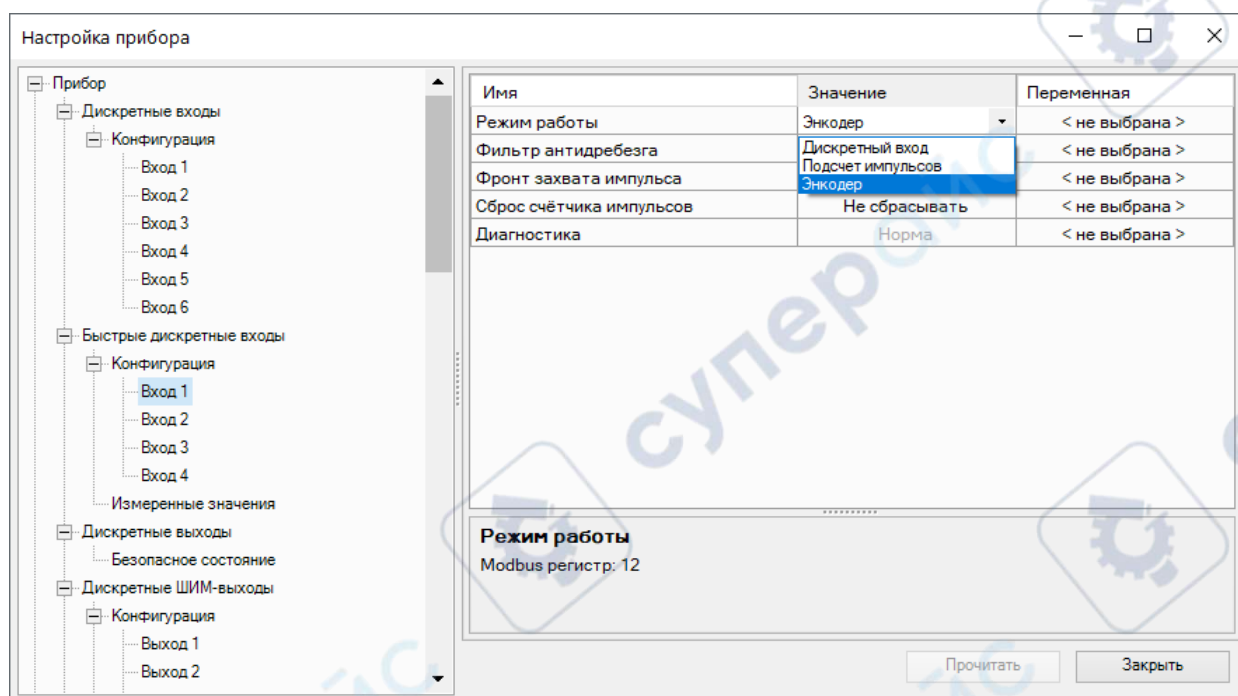 Настройка прибора
Прибор
Дискретные входы
Конфигурация
Вход 1
Вход 2
Вход 3
Вход 4
Вход 5
Вход 6
Быстрые дискретные входы
Конфигурация
Вход 1
Вход 2
Вход 3
Вход 4
Измеренные значения
Дискретные выходы
Безопасное состояние
Дискретные ШИМ-выходы
Конфигурация
Выход 1
Выход 2
Имя Значение Переменная
Режим работы Энкодер < не выбрана >
Фильтр антидребезга Дискретный вход < не выбрана >
Подсчет импульсов
Фронт захвата импульса Энкодер < не выбрана >
Сброс счётчика импульсов Не сбрасывать < не выбрана >
Диагностика Норма < не выбрана >
суперойс
Режим работы
Modbus регистр: 12
Прочитать Закрыть